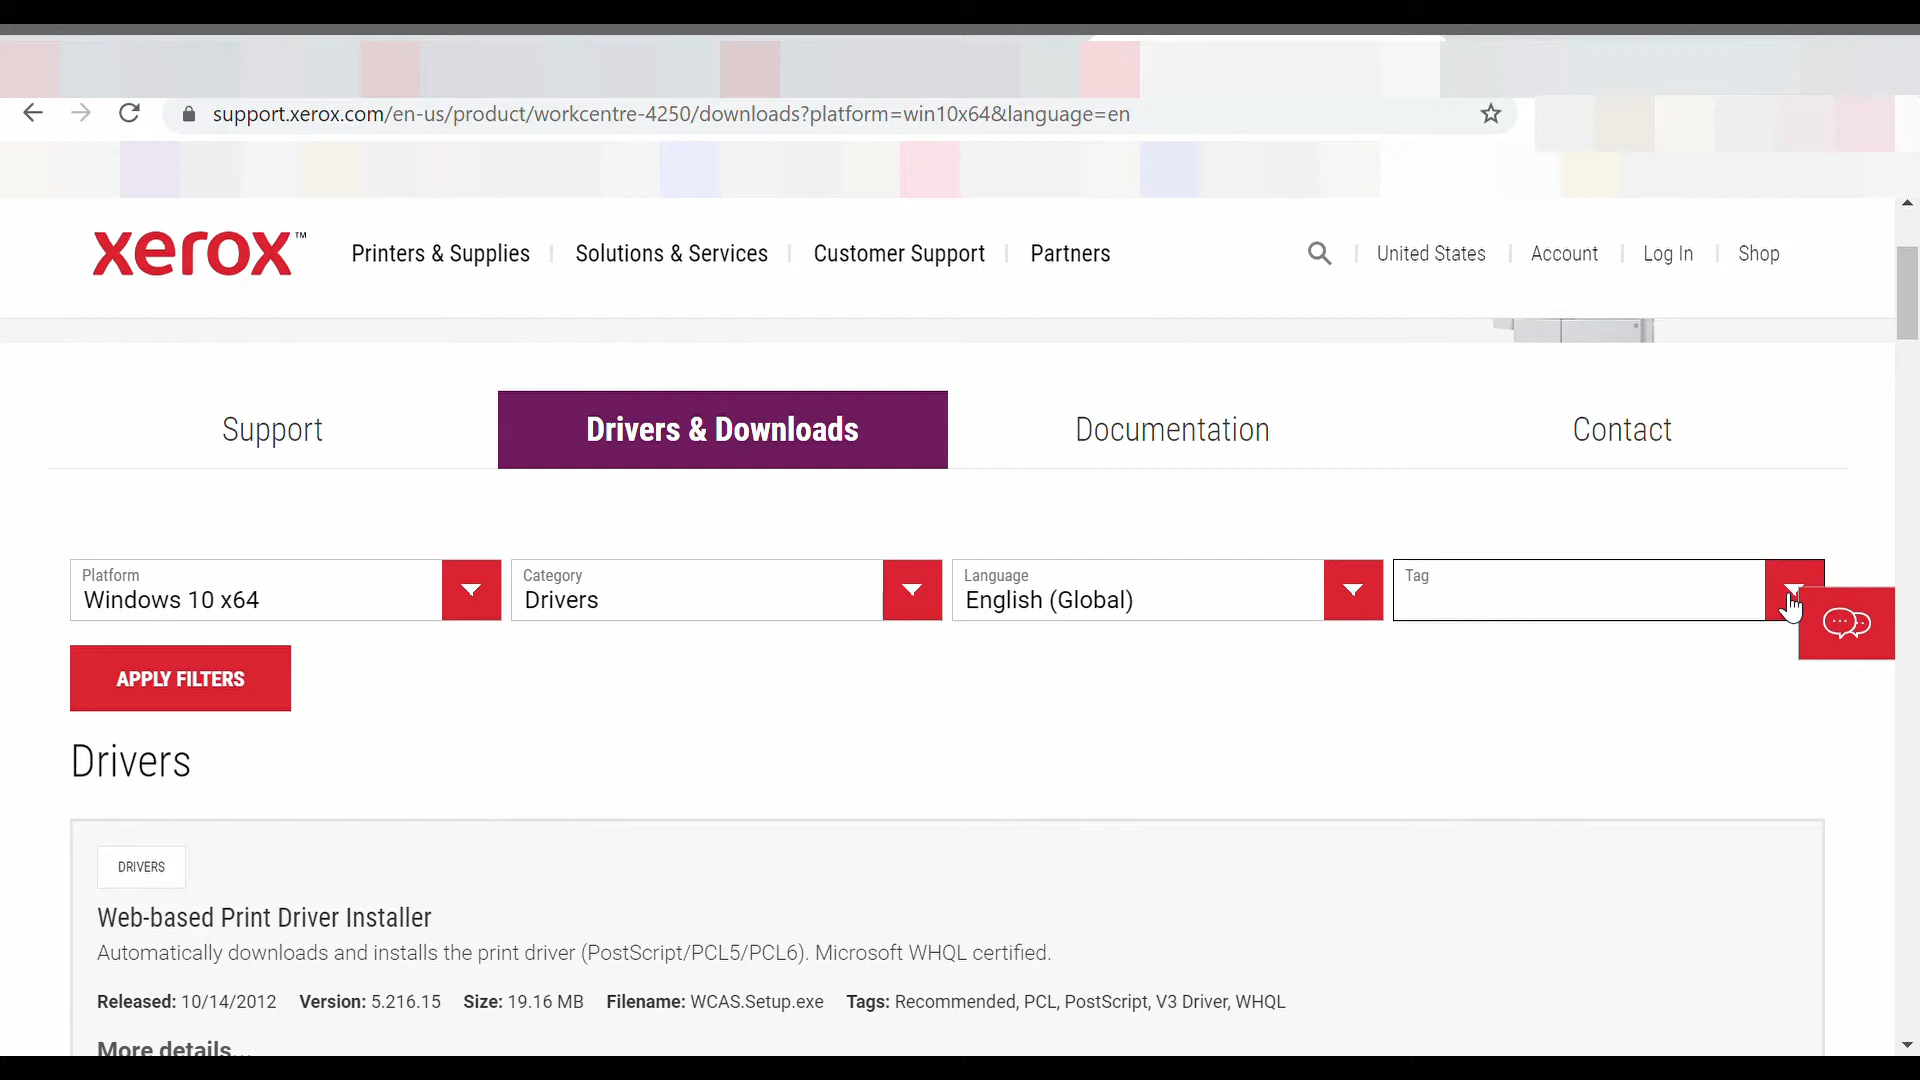 support.xerox.com/en-us/product/workcentre-4250/downloads?platform=win10x64&language=en
xerox™ Printers & Supplies Solutions & Services Customer Support Partners United States Account Log In Shop
Support Drivers & Downloads Documentation Contact
Platform Category Language Tag
Windows 10 x64 Drivers English (Global)
APPLY FILTERS
Drivers
DRIVERS
Web-based Print Driver Installer
Automatically downloads and installs the print driver (PostScript/PCL5/PCL6). Microsoft WHQL certified.
Released: 10/14/2012 Version: 5.216.15 Size: 19.16 MB Filename: WCAS.Setup.exe Tags: Recommended, PCL, PostScript, V3 Driver, WHQL
More details...